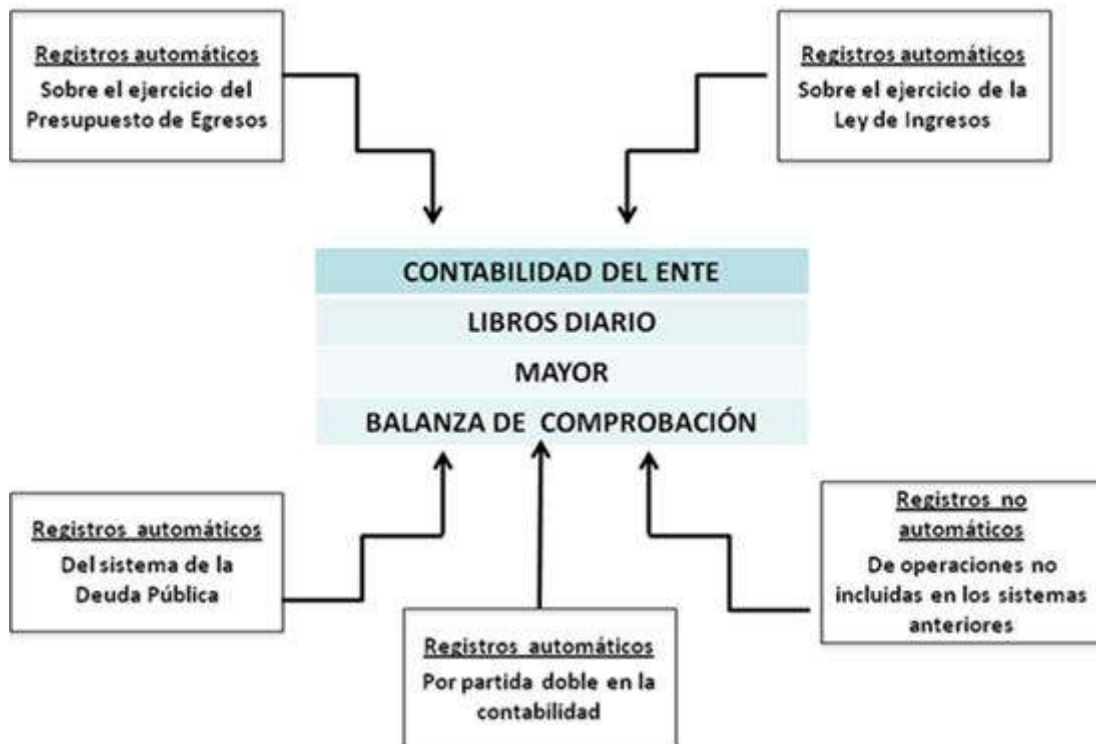 Registros automáticos
Sobre el ejercicio del
Presupuesto de Egresos
Registros automáticos
Sobre el ejercicio de la
Ley de Ingresos
CONTABILIDAD DEL ENTE
LIBROS DIARIO
MAYOR
BALANZA DE COMPROBACIÓN
Registros automáticos
Del sistema de la
Deuda Pública
Registros automáticos
Por partida doble en la
contabilidad
Registros no
automáticos
De operaciones no
incluidas en los sistemas
anteriores